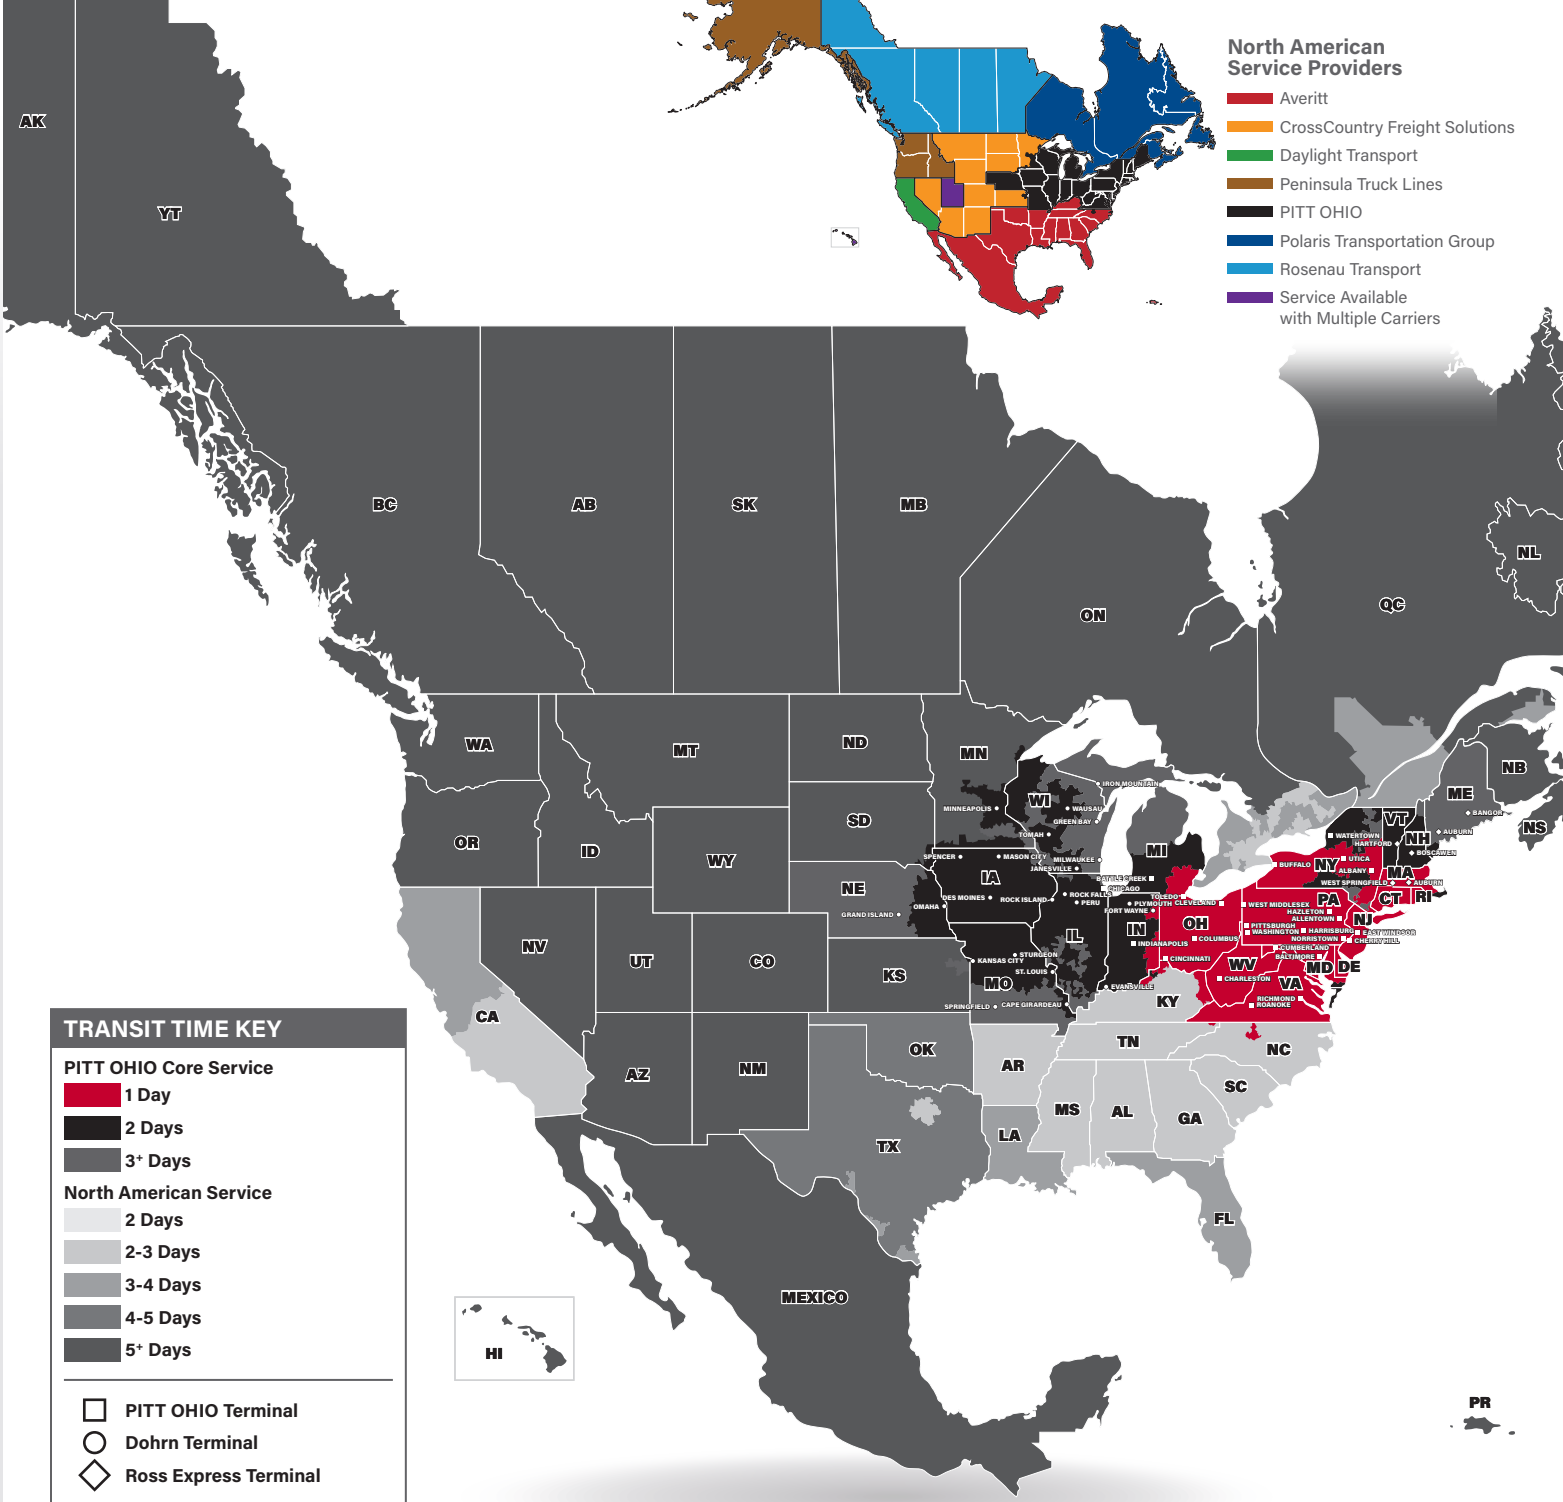 North American
Service Providers
Averitt
CrossCountry Freight Solutions
Daylight Transport
Peninsula Truck Lines
PITT OHIO
Polaris Transportation Group
Rosenau Transport
Service Available
with Multiple Carriers
AK
YT
BC
AB
SK
MB
ON
QC
NL
NB
NS
ME
WA
MT
ND
MN
OR
ID
WY
SD
NE
NV
UT
CO
KS
CA
AZ
NM
OK
TX
AR
LA
MS
AL
GA
TN
KY
NC
SC
FL
WI
MI
IA
IL
IN
MO
OH
WV
VA
PA
NY
VT
NH
MA
CT
RI
NJ
MD
DE
MEXICO
HI
PR
IRON MOUNTAIN
MINNEAPOLIS
WAUSAU
GREEN BAY
TOMAH
MILWAUKEE
JANESVILLE
SPENCER
MASON CITY
DES MOINES
OMAHA
GRAND ISLAND
ROCK ISLAND
ROCK FALLS
PERU
CHICAGO
BATTLE CREEK
PLYMOUTH
FORT WAYNE
TOLEDO
CLEVELAND
INDIANAPOLIS
COLUMBUS
CINCINNATI
EVANSVILLE
STURGEON
KANSAS CITY
ST. LOUIS
SPRINGFIELD
CAPE GIRARDEAU
CHARLESTON
RICHMOND
ROANOKE
WEST MIDDLESEX
HAZLETON
ALLENTOWN
PITTSBURGH
WASHINGTON
HARRISBURG
NORRISTOWN
EAST WINDSOR
CHERRY HILL
CUMBERLAND
BALTIMORE
BUFFALO
UTICA
ALBANY
WATERTOWN
HARTFORD
BOSCAWEN
WEST SPRINGFIELD
AUBURN
AUBURN
BANGOR
TRANSIT TIME KEY
PITT OHIO Core Service
1 Day
2 Days
3+ Days
North American Service
2 Days
2-3 Days
3-4 Days
4-5 Days
5+ Days
PITT OHIO Terminal
Dohrn Terminal
Ross Express Terminal